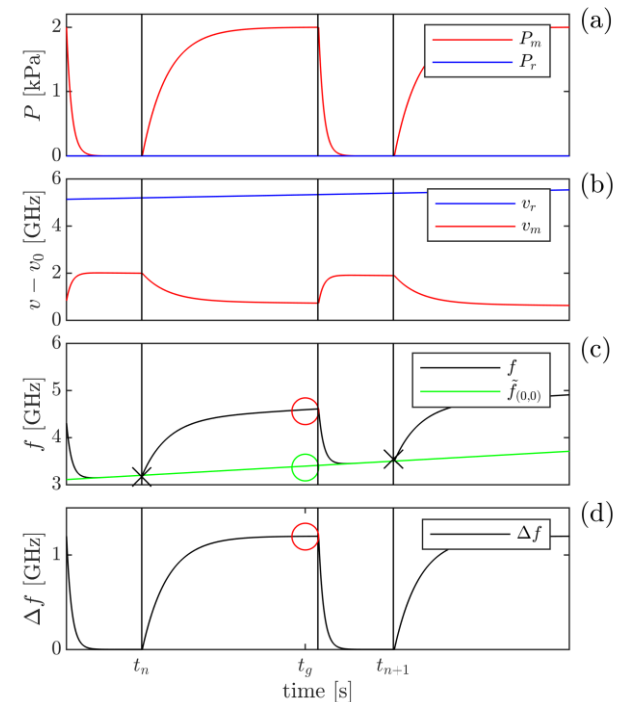 (a)
P [kPa]
2
1
0
P_m
P_r
(b)
v − v_0 [GHz]
6
4
2
0
v_r
v_m
(c)
f [GHz]
6
5
4
3
f
f̃_(0,0)
(d)
Δf [GHz]
1
0
Δf
t_n
t_g
t_{n+1}
time [s]